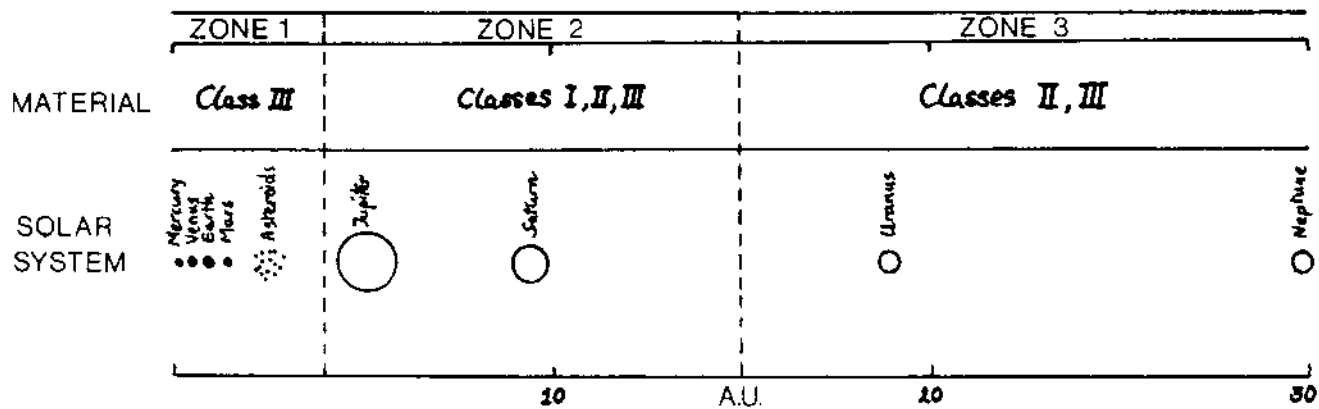 ZONE 1 ZONE 2 ZONE 3
MATERIAL Class III Classes I, II, III Classes II, III
Mercury Venus Earth Mars Asteroids Jupiter Saturn Uranus Neptune
SOLAR
SYSTEM
10 A.U. 20 30